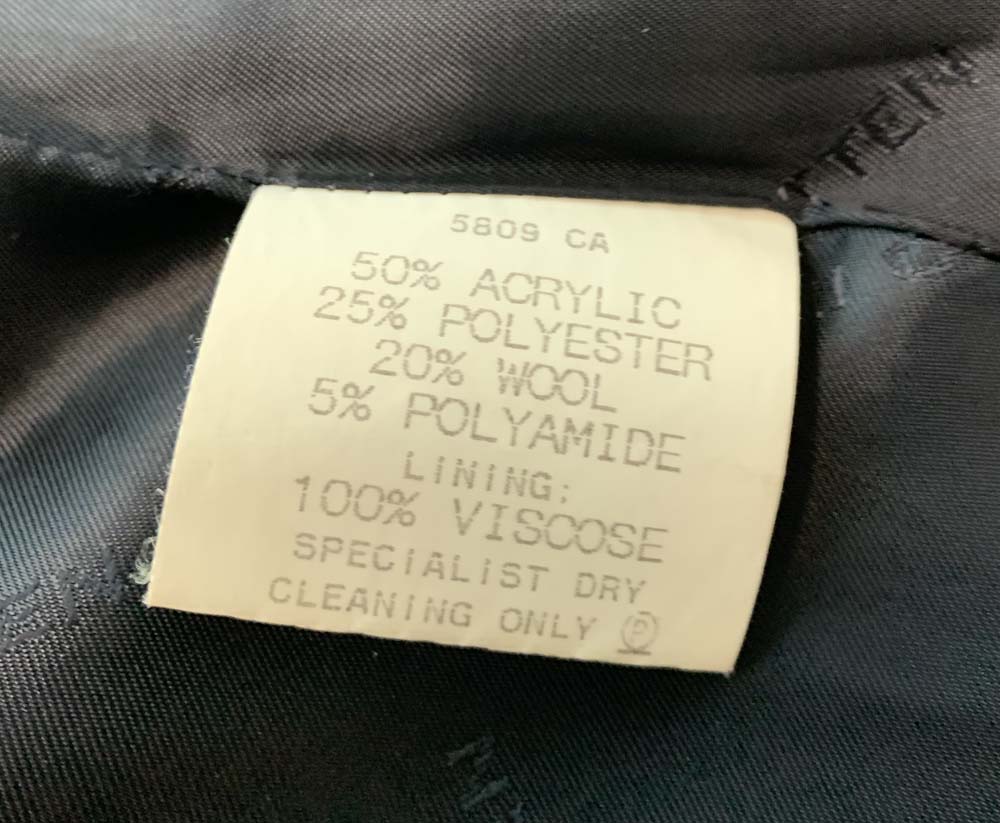 5809 CA
50% ACRYLIC
25% POLYESTER
20% WOOL
5% POLYAMIDE
LINING:
100% VISCOSE
SPECIALIST DRY
CLEANING ONLY Ⓟ